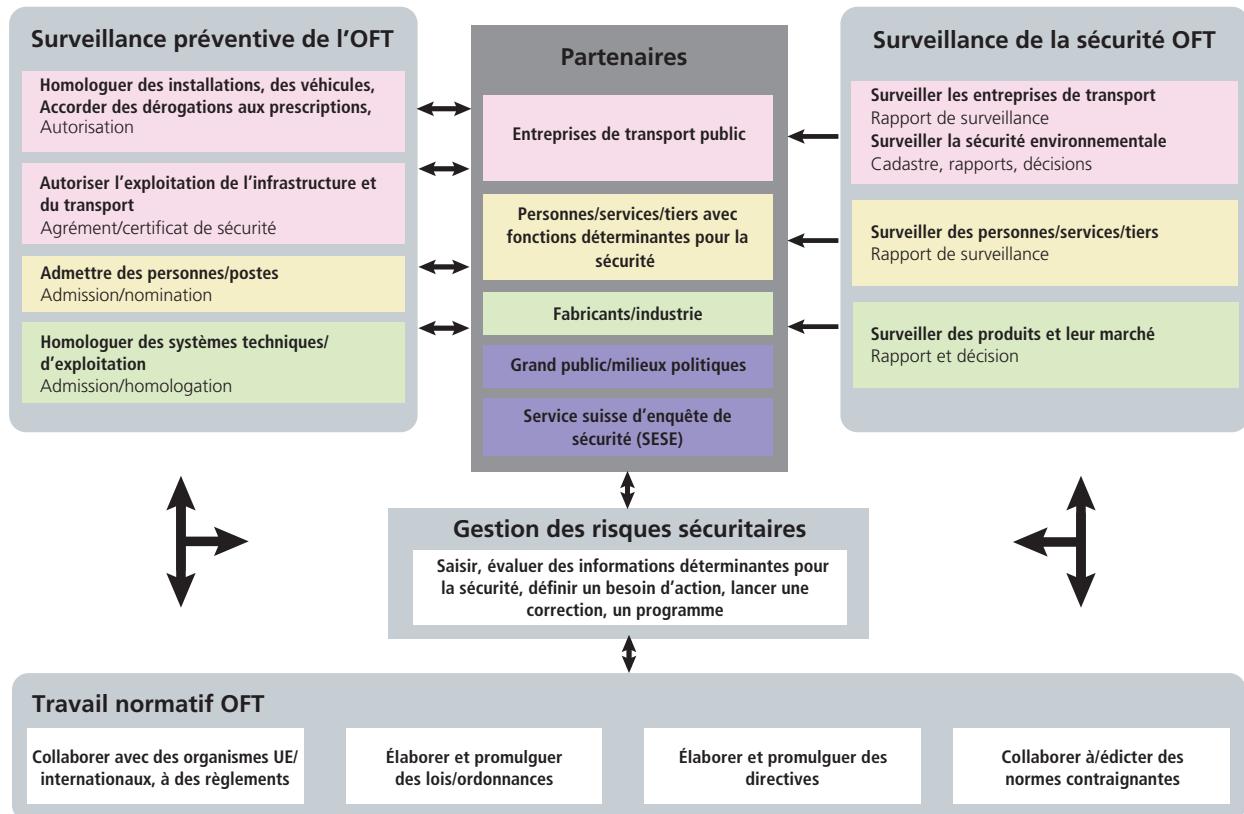 Surveillance préventive de l'OFT
Homologuer des installations, des véhicules,
Accorder des dérogations aux prescriptions,
Autorisation
Autoriser l'exploitation de l'infrastructure et
du transport
Agrément/certificat de sécurité
Admettre des personnes/postes
Admission/nomination
Homologuer des systèmes techniques/
d'exploitation
Admission/homologation
Partenaires
Entreprises de transport public
Personnes/services/tiers avec
fonctions déterminantes pour la
sécurité
Fabricants/industrie
Grand public/milieux politiques
Service suisse d'enquête de
sécurité (SESE)
Surveillance de la sécurité OFT
Surveiller les entreprises de transport
Rapport de surveillance
Surveiller la sécurité environnementale
Cadastre, rapports, décisions
Surveiller des personnes/services/tiers
Rapport de surveillance
Surveiller des produits et leur marché
Rapport et décision
Gestion des risques sécuritaires
Saisir, évaluer des informations déterminantes pour
la sécurité, définir un besoin d'action, lancer une
correction, un programme
Travail normatif OFT
Collaborer avec des organismes UE/
internationaux, à des règlements
Élaborer et promulguer
des lois/ordonnances
Élaborer et promulguer des
directives
Collaborer à/édicter des
normes contraignantes